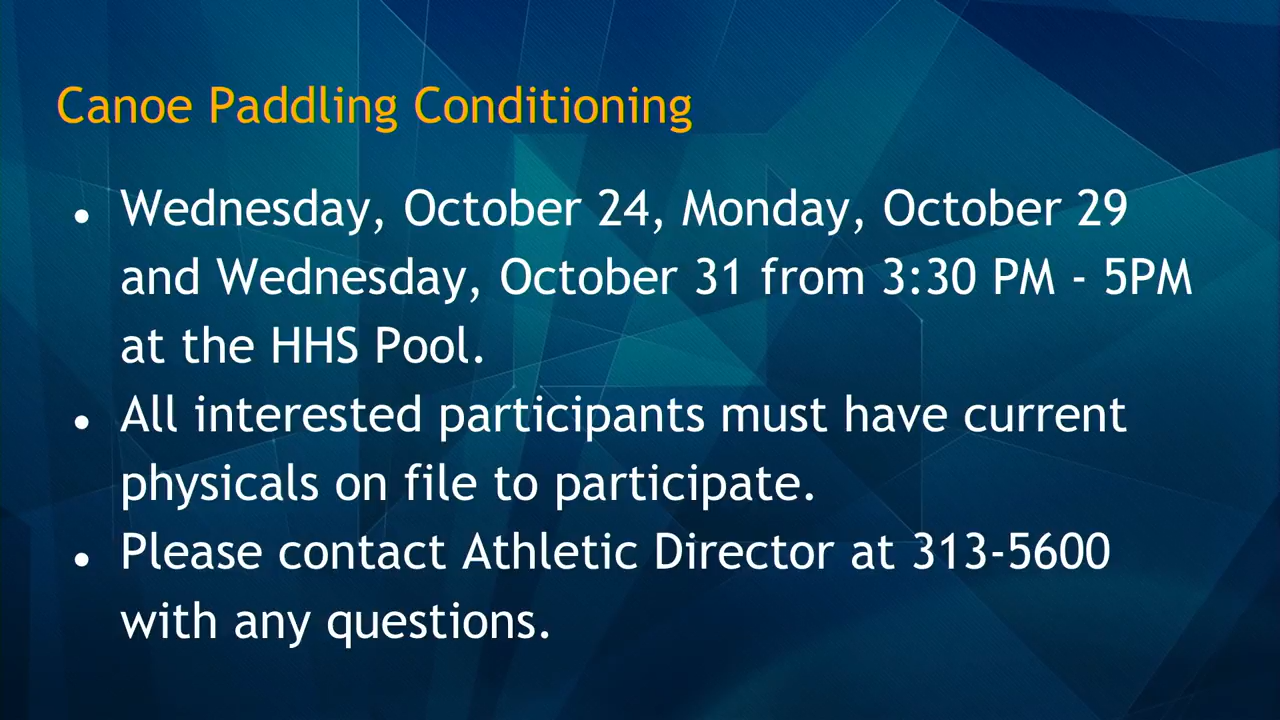 Canoe Paddling Conditioning
• Wednesday, October 24, Monday, October 29
and Wednesday, October 31 from 3:30 PM - 5PM
at the HHS Pool.
• All interested participants must have current
physicals on file to participate.
• Please contact Athletic Director at 313-5600
with any questions.